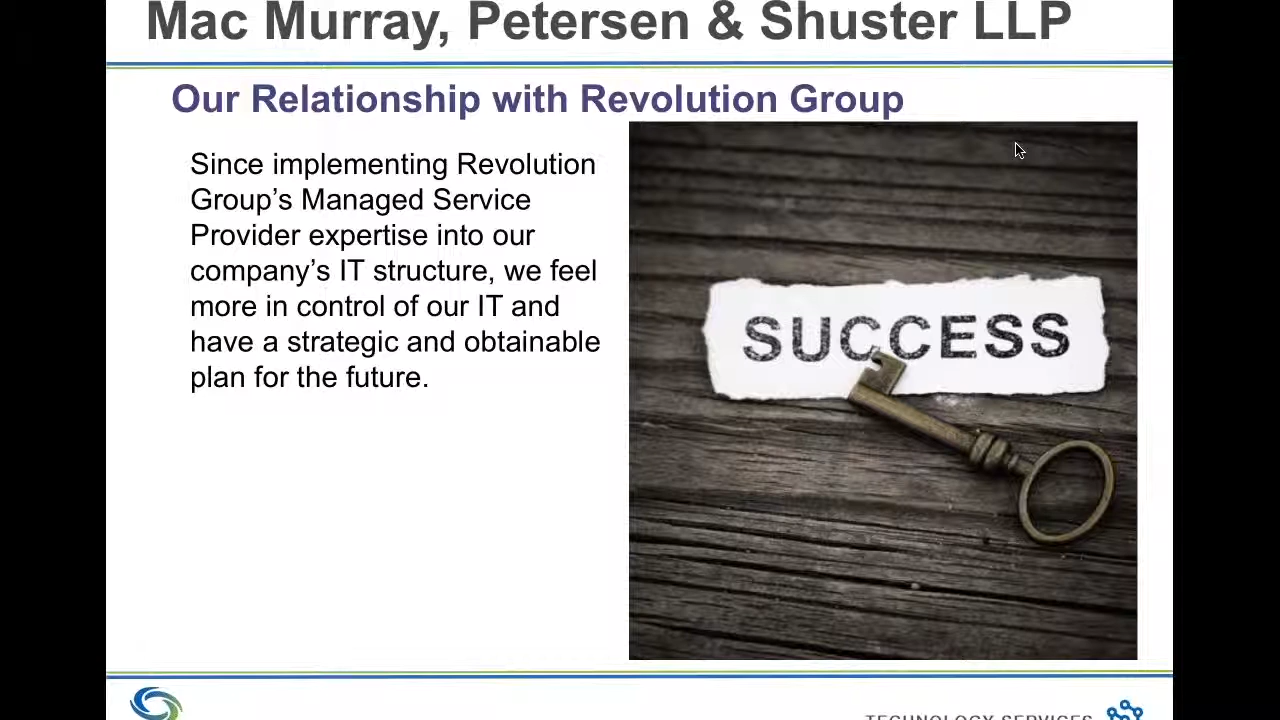 Mac Murray, Petersen & Shuster LLP
Our Relationship with Revolution Group
Since implementing Revolution
Group’s Managed Service
Provider expertise into our
company’s IT structure, we feel
more in control of our IT and
have a strategic and obtainable
plan for the future.
SUCCESS
TECHNOLOGY SERVICES